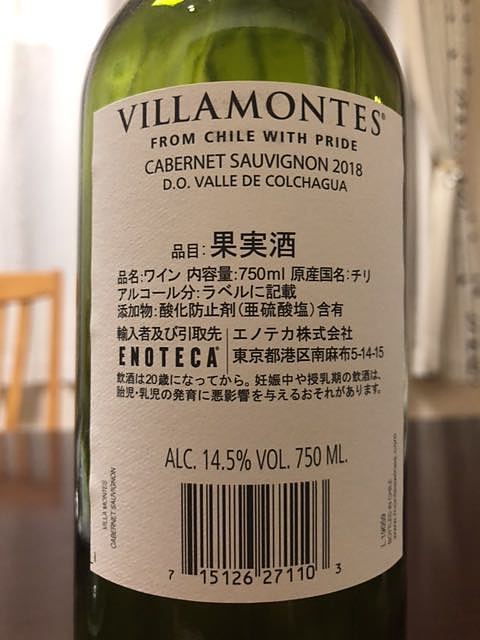 VILLAMONTES®
FROM CHILE WITH PRIDE
CABERNET SAUVIGNON 2018
D.O. VALLE DE COLCHAGUA
品目:果実酒
品名:ワイン 内容量:750ml 原産国名:チリ
アルコール分:ラベルに記載
添加物:酸化防止剤(亜硫酸塩)含有
輸入者及び引取先 エノテカ株式会社
ENOTECA® 東京都港区南麻布5-14-15
飲酒は20歳になってから。妊娠中や授乳期の飲酒は、
胎児・乳児の発育に悪影響を与えるおそれがあります。
ALC. 14.5% VOL. 750 ML.
VILLA MONTES
CABERNET SAUVIGNON
7 15126 27110 3